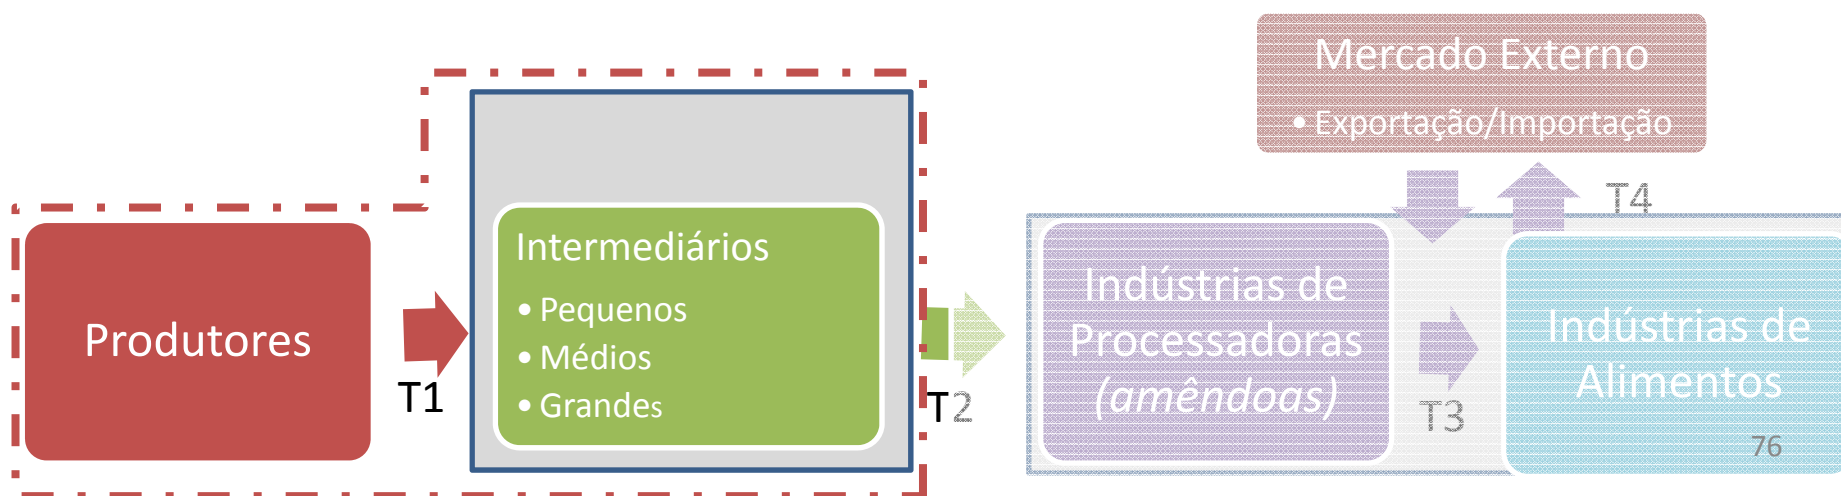 Mercado Externo
• Exportação/Importação
T4
Produtores
T1
Intermediários
• Pequenos
• Médios
• Grandes
T2
Indústrias de
Processadoras
(amêndoas)
T3
Indústrias de
Alimentos
76